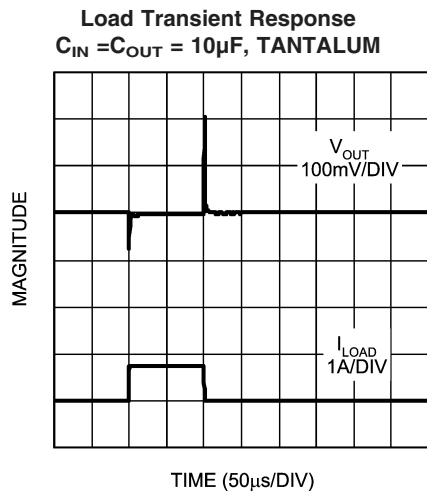 Load Transient Response
C_IN =C_OUT = 10µF, TANTALUM
V_OUT
100mV/DIV
MAGNITUDE
I_LOAD
1A/DIV
TIME (50µs/DIV)